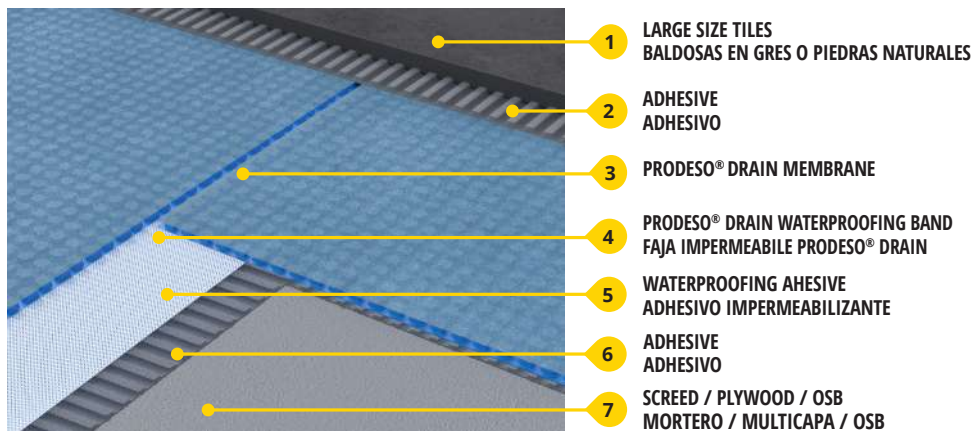 1
LARGE SIZE TILES
BALDOSAS EN GRES O PIEDRAS NATURALES
2
ADHESIVE
ADHESIVO
3
PRODESO® DRAIN MEMBRANE
4
PRODESO® DRAIN WATERPROOFING BAND
FAJA IMPERMEABILE PRODESO® DRAIN
5
WATERPROOFING AHESIVE
ADHESIVO IMPERMEABILIZANTE
6
ADHESIVE
ADHESIVO
7
SCREED / PLYWOOD / OSB
MORTERO / MULTICAPA / OSB